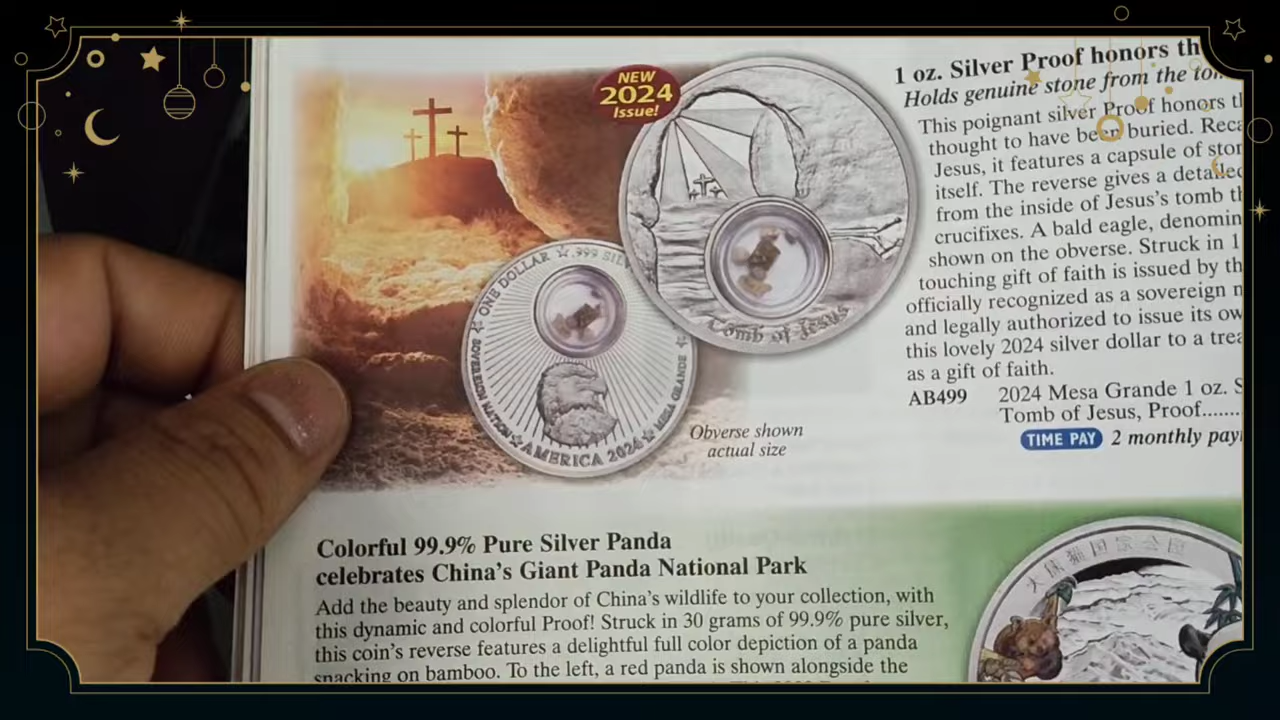 NEW
2024
Issue!
1 oz. Silver Proof honors th
Holds genuine stone from the
This poignant silver Proof honors
thought to have been buried. Reca
Jesus, it features a capsule of
itself. The reverse gives a detailed
from the inside of Jesus's tomb
crucifixes. A bald eagle, denomin
shown on the obverse. Struck in 1
touching gift of faith is issued by th
officially recognized as a sovereign n
and legally authorized to issue its ow
this lovely 2024 silver dollar to a trea
as a gift of faith.
AB499 2024 Mesa Grande 1 oz. S
Tomb of Jesus, Proof.......
TIME PAY 2 monthly pay
Tomb of Jesus
ONE DOLLAR .999 SIL
SOVEREIGN NATION
MESA GRANDE
AMERICA 2024
Obverse shown
actual size
Colorful 99.9% Pure Silver Panda
celebrates China's Giant Panda National Park
Add the beauty and splendor of China's wildlife to your collection, with
this dynamic and colorful Proof! Struck in 30 grams of 99.9% pure silver,
this coin's reverse features a delightful full color depiction of a panda
snacking on bamboo. To the left, a red panda is shown alongside the
大熊猫国家公园